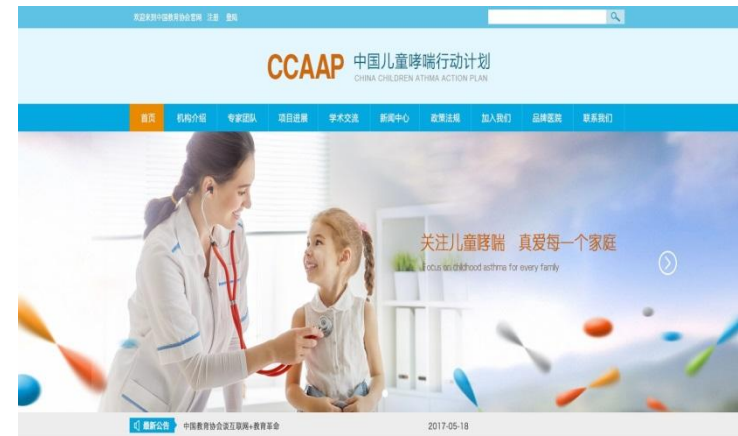 欢迎来到中国教育协会官网 注册 登陆
CCAAP 中国儿童哮喘行动计划
CHINA CHILDREN ATHMA ACTION PLAN
首页 机构介绍 专家团队 项目进展 学术交流 新闻中心 政策法规 加入我们 品牌医院 联系我们
关注儿童哮喘 真爱每一个家庭
Focus on childhood asthma for every family
最新公告 中国教育协会谈互联网+教育革命 2017-05-18